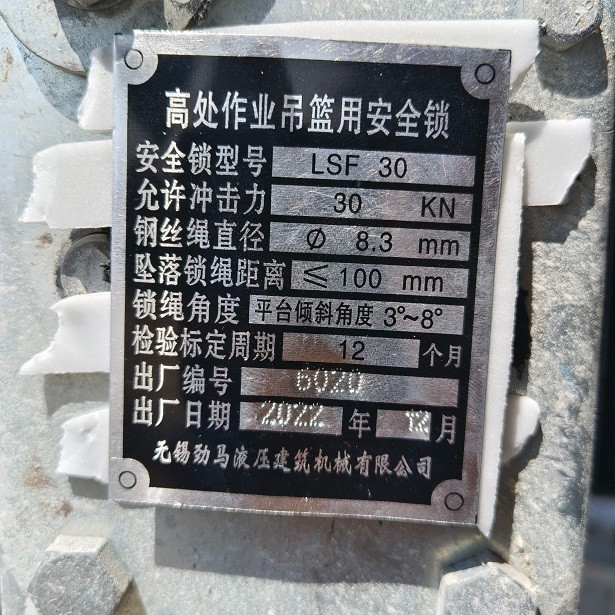 高处作业吊篮用安全锁
安全锁型号 LSF 30
允许冲击力 30 KN
钢丝绳直径 Ø 8.3 mm
坠落锁绳距离 ≤100 mm
锁绳角度 平台倾斜角度 3°~8°
检验标定周期 12 个月
出厂编号 6020
出厂日期 2022 年 12 月
无锡劲马液压建筑机械有限公司